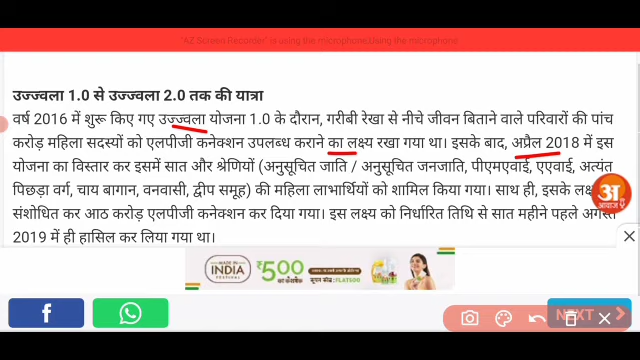 "AZ Screen Recorder" is using the microphone.Using the microphone
उज्ज्वला 1.0 से उज्ज्वला 2.0 तक की यात्रा
वर्ष 2016 में शुरू किए गए उज्ज्वला योजना 1.0 के दौरान, गरीबी रेखा से नीचे जीवन बिताने वाले परिवारों की पांच
करोड़ महिला सदस्यों को एलपीजी कनेक्शन उपलब्ध कराने का लक्ष्य रखा गया था। इसके बाद, अप्रैल 2018 में इस
योजना का विस्तार कर इसमें सात और श्रेणियों (अनुसूचित जाति / अनुसूचित जनजाति, पीएमएवाई, एएवाई, अत्यंत
पिछड़ा वर्ग, चाय बागान, वनवासी, द्वीप समूह) की महिला लाभार्थियों को शामिल किया गया। साथ ही, इसके
संशोधित कर आठ करोड़ एलपीजी कनेक्शन कर दिया गया। इस लक्ष्य को निर्धारित तिथि से सात महीने पहले अगस्त
2019 में ही हासिल कर लिया गया था।
अ
आवाज़
MADE IN
INDIA
FESTIVAL
₹500
का कैशबैक
कूपन कोड: FLAT500
f
NEXT